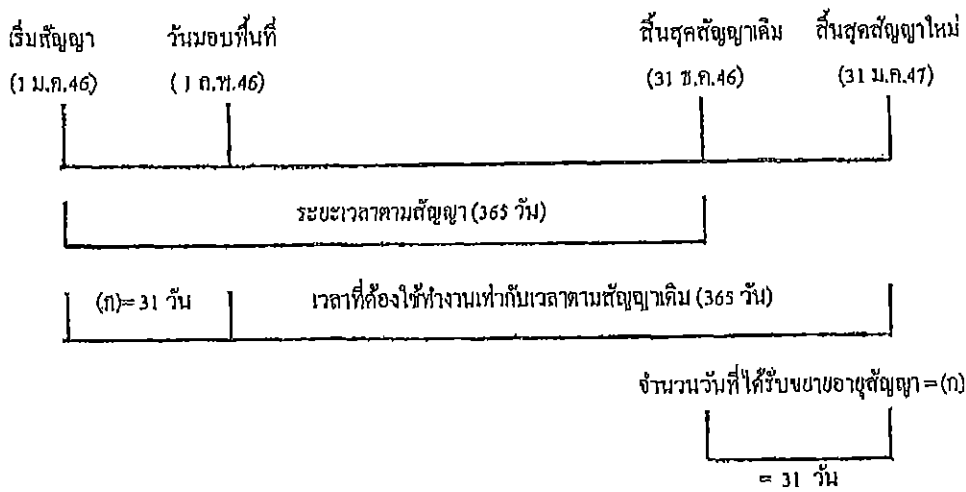 เริ่มสัญญา วันมอบพื้นที่ สิ้นสุดสัญญาเดิม สิ้นสุดสัญญาใหม่
(1 ม.ค.46) (1 ก.พ.46) (31 ธ.ค.46) (31 ม.ค.47)
ระยะเวลาตามสัญญา (365 วัน)
(ก)= 31 วัน เวลาที่ต้องใช้ทำงานเท่ากับเวลาตามสัญญาเดิม (365 วัน)
จำนวนวันที่ได้รับขยายอายุสัญญา = (ก)
= 31 วัน